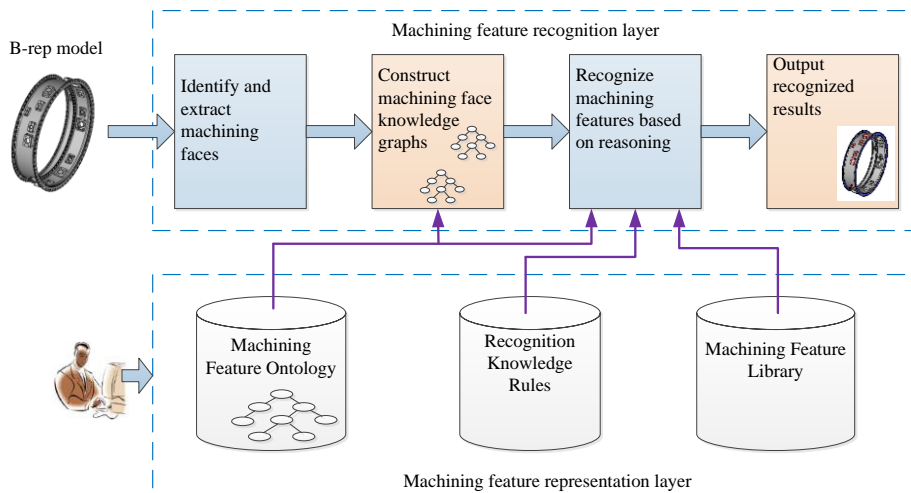 Machining feature recognition layer
B-rep model
Identify and
extract
machining
faces
Construct
machining face
knowledge
graphs
Recognize
machining
features based
on reasoning
Output
recognized
results
Machining
Feature Ontology
Recognition
Knowledge
Rules
Machining Feature
Library
Machining feature representation layer